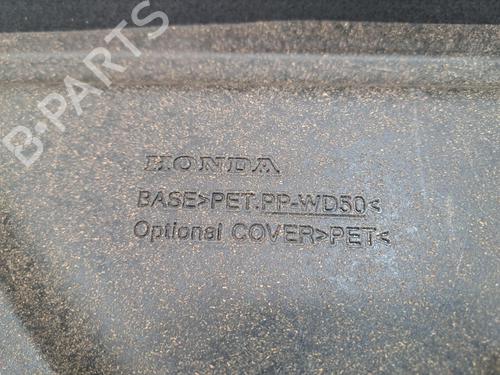 B-PARTS
HONDA
BASE>PET.PP-WD50<
Optional COVER>PET<